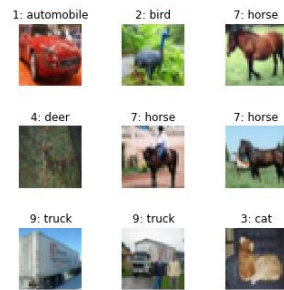 1: automobile
2: bird
7: horse
4: deer
7: horse
7: horse
9: truck
9: truck
3: cat